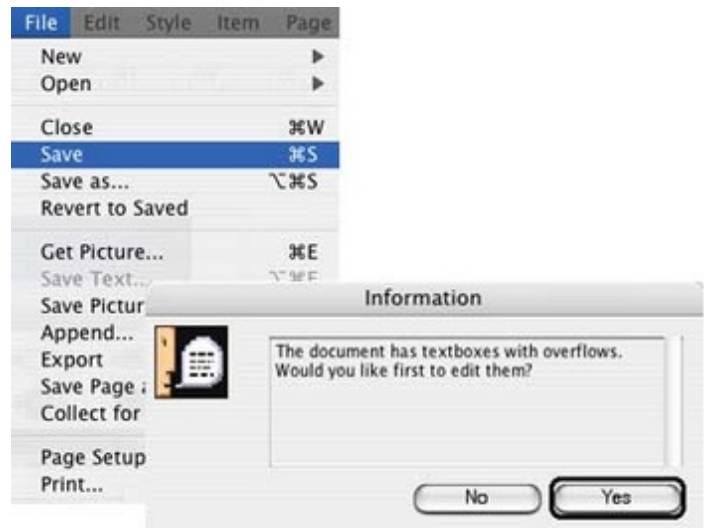 File Edit Style Item Page
New
Open
Close ⌘W
Save ⌘S
Save as... ⌥⌘S
Revert to Saved
Get Picture... ⌘E
Save Text... ⌥⌘E
Save Pictur
Append...
Export
Save Page a
Collect for
Page Setup
Print...
Information
The document has textboxes with overflows.
Would you like first to edit them?
No Yes